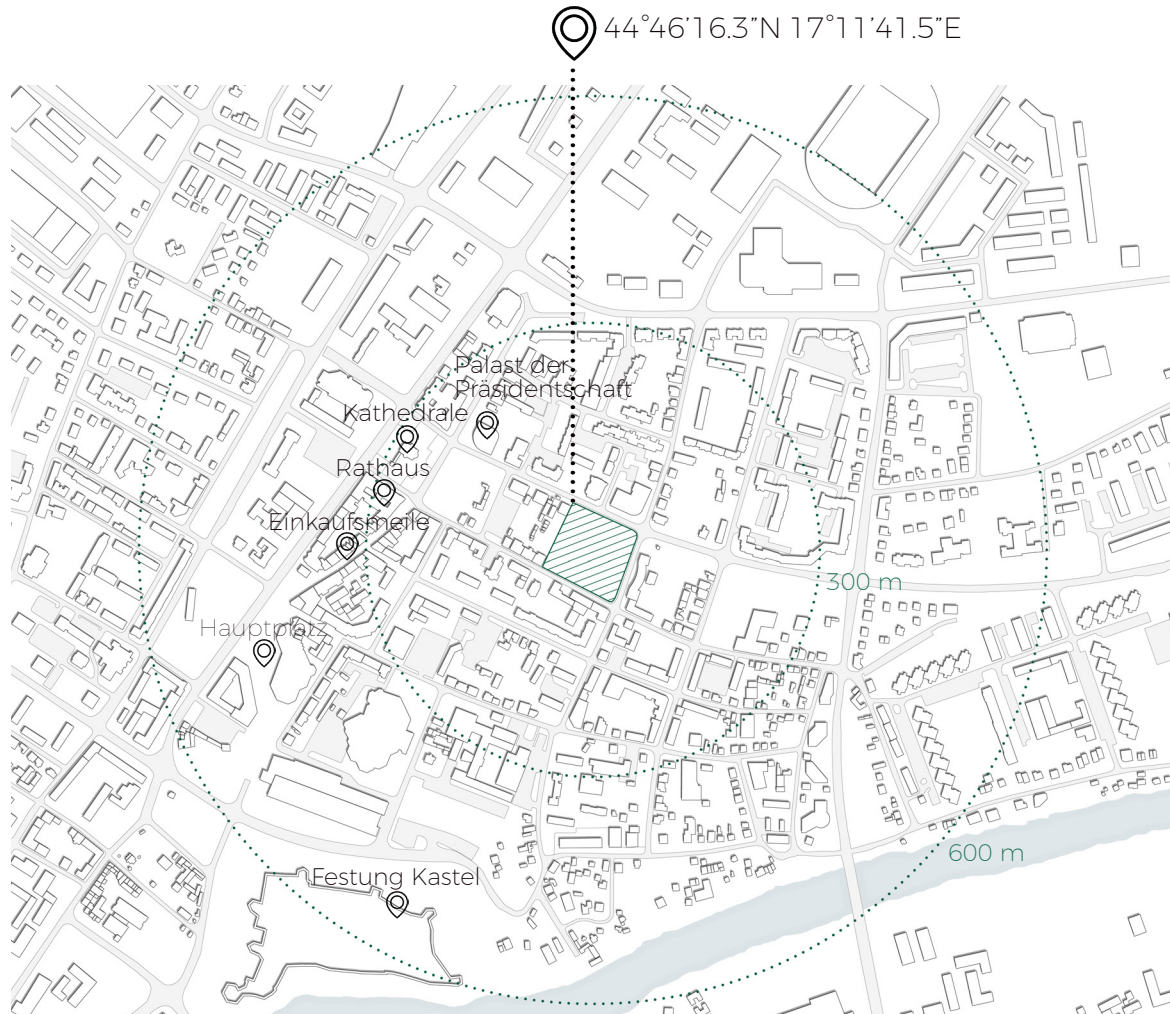 44°46’16.3”N 17°11’41.5”E
Palast der
Präsidentschaft
Kathedrale
Rathaus
Einkaufsmeile
300 m
Hauptplatz
600 m
Festung Kastel